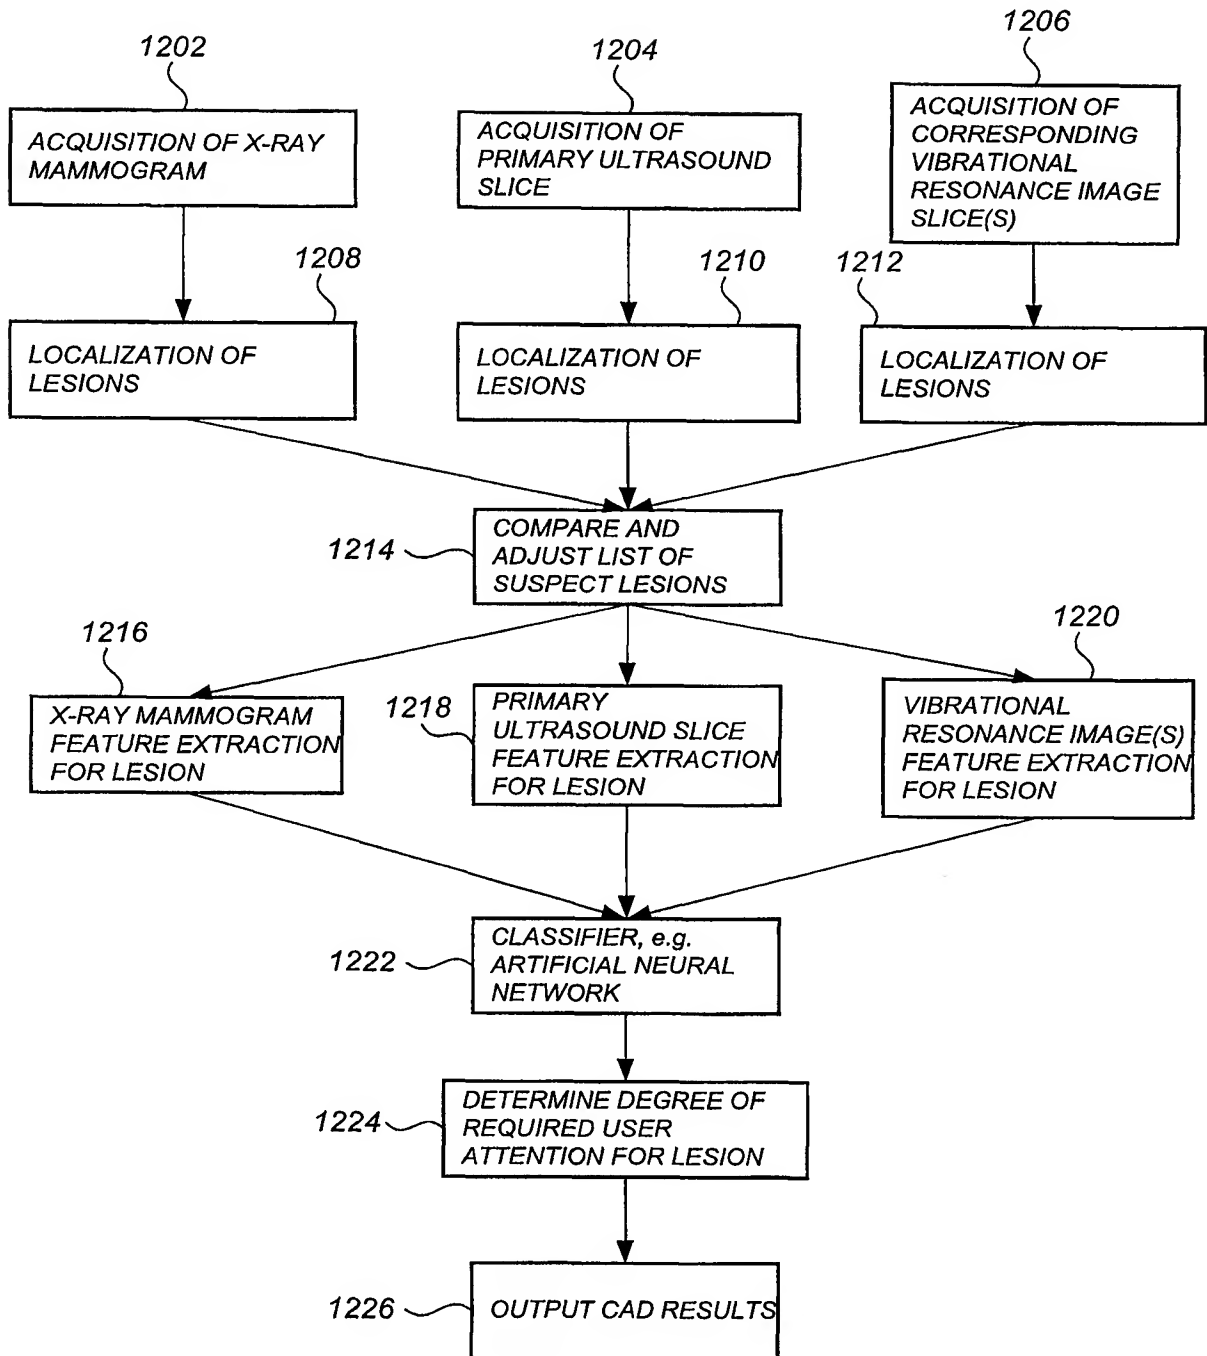 1202
1204
1206
ACQUISITION OF X-RAY
MAMMOGRAM
ACQUISITION OF
PRIMARY ULTRASOUND
SLICE
ACQUISITION OF
CORRESPONDING
VIBRATIONAL
RESONANCE IMAGE
SLICE(S)
1208
1210
1212
LOCALIZATION OF
LESIONS
LOCALIZATION OF
LESIONS
LOCALIZATION OF
LESIONS
1214
COMPARE AND
ADJUST LIST OF
SUSPECT LESIONS
1216
1218
1220
X-RAY MAMMOGRAM
FEATURE EXTRACTION
FOR LESION
PRIMARY
ULTRASOUND SLICE
FEATURE EXTRACTION
FOR LESION
VIBRATIONAL
RESONANCE IMAGE(S)
FEATURE EXTRACTION
FOR LESION
1222
CLASSIFIER, e.g.
ARTIFICIAL NEURAL
NETWORK
1224
DETERMINE DEGREE OF
REQUIRED USER
ATTENTION FOR LESION
1226
OUTPUT CAD RESULTS